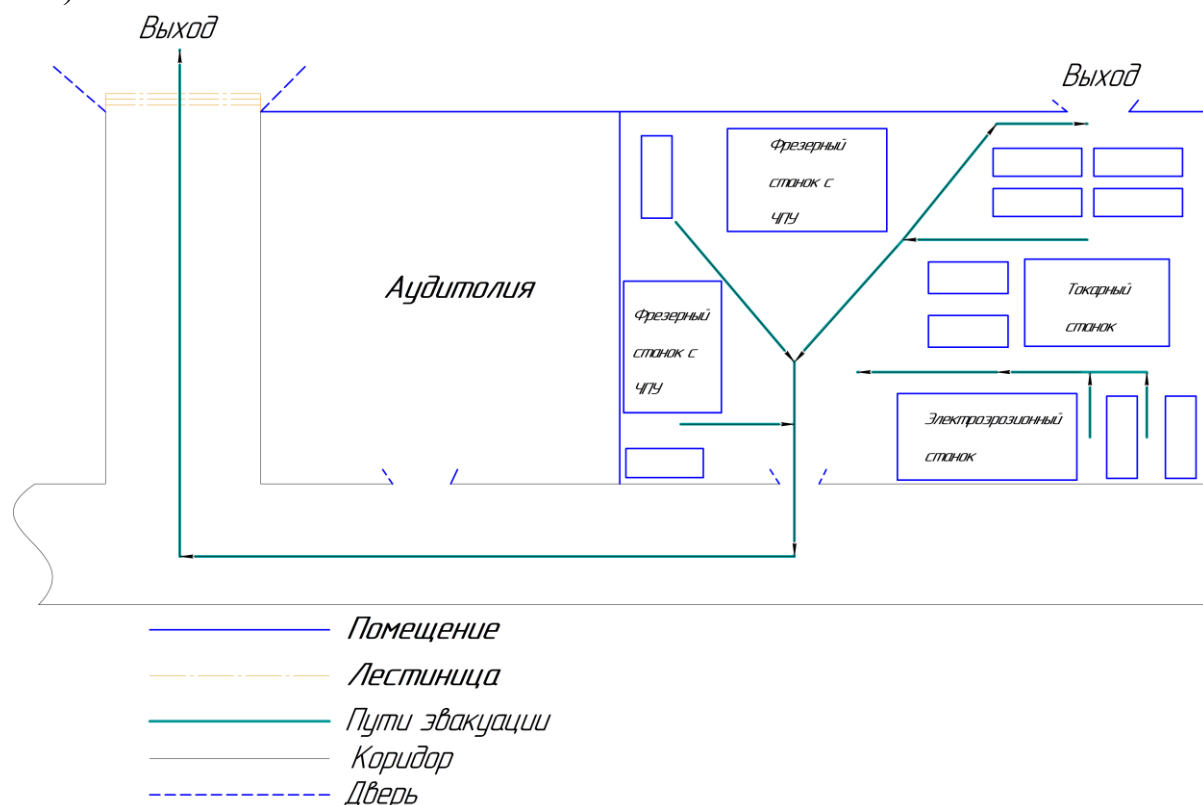 Выход
Выход
Фрезерный
станок с
ЧПУ
Аудитолия
Фрезерный
станок с
ЧПУ
Токарный
станок
Электроэрозионный
станок
Помещение
Лестиница
Пути эвакуации
Коридор
Дверь